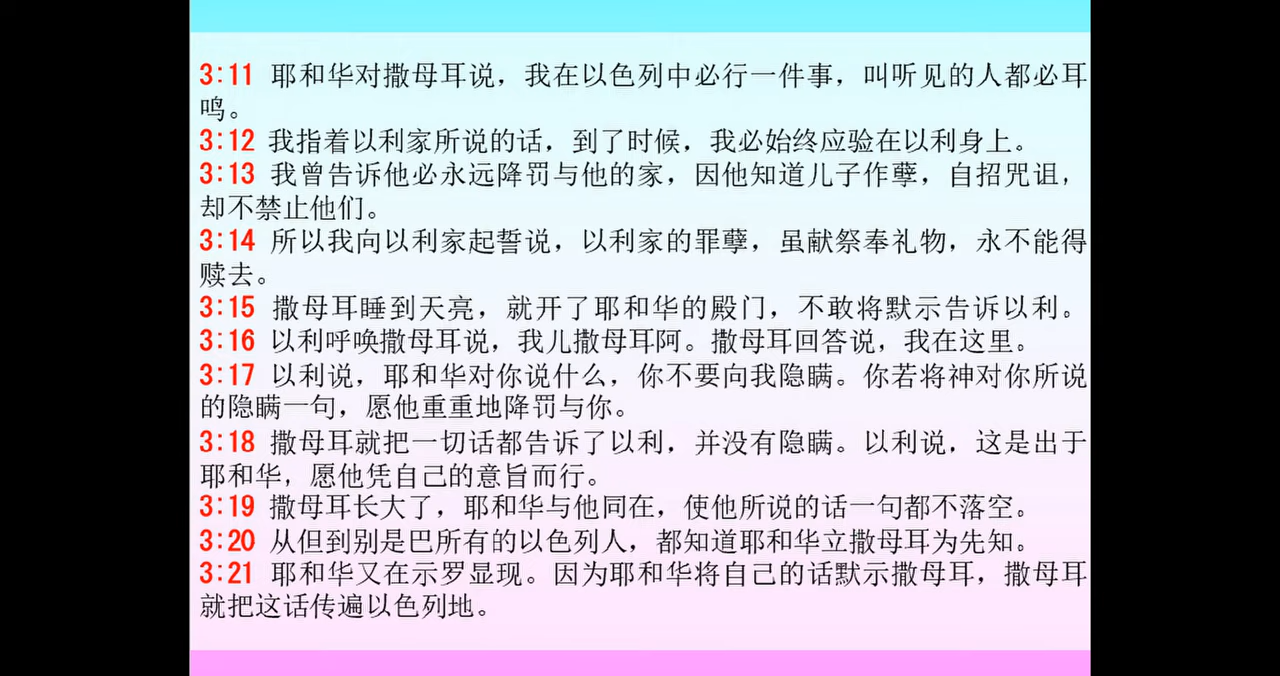 3:11 耶和华对撒母耳说，我在以色列中必行一件事，叫听见的人都必耳
鸣。
3:12 我指着以利家所说的话，到了时候，我必始终应验在以利身上。
3:13 我曾告诉他必永远降罚与他的家，因他知道儿子作孽，自招咒诅，
却不禁止他们。
3:14 所以我向以利家起誓说，以利家的罪孽，虽献祭奉礼物，永不能得
赎去。
3:15 撒母耳睡到天亮，就开了耶和华的殿门，不敢将默示告诉以利。
3:16 以利呼唤撒母耳说，我儿撒母耳阿。撒母耳回答说，我在这里。
3:17 以利说，耶和华对你说什么，你不要向我隐瞒。你若将神对你所说
的隐瞒一句，愿他重重地降罚与你。
3:18 撒母耳就把一切话都告诉了以利，并没有隐瞒。以利说，这是出于
耶和华，愿他凭自己的意旨而行。
3:19 撒母耳长大了，耶和华与他同在，使他所说的话一句都不落空。
3:20 从但到别是巴所有的以色列人，都知道耶和华立撒母耳为先知。
3:21 耶和华又在示罗显现。因为耶和华将自己的话默示撒母耳，撒母耳
就把这话传遍以色列地。